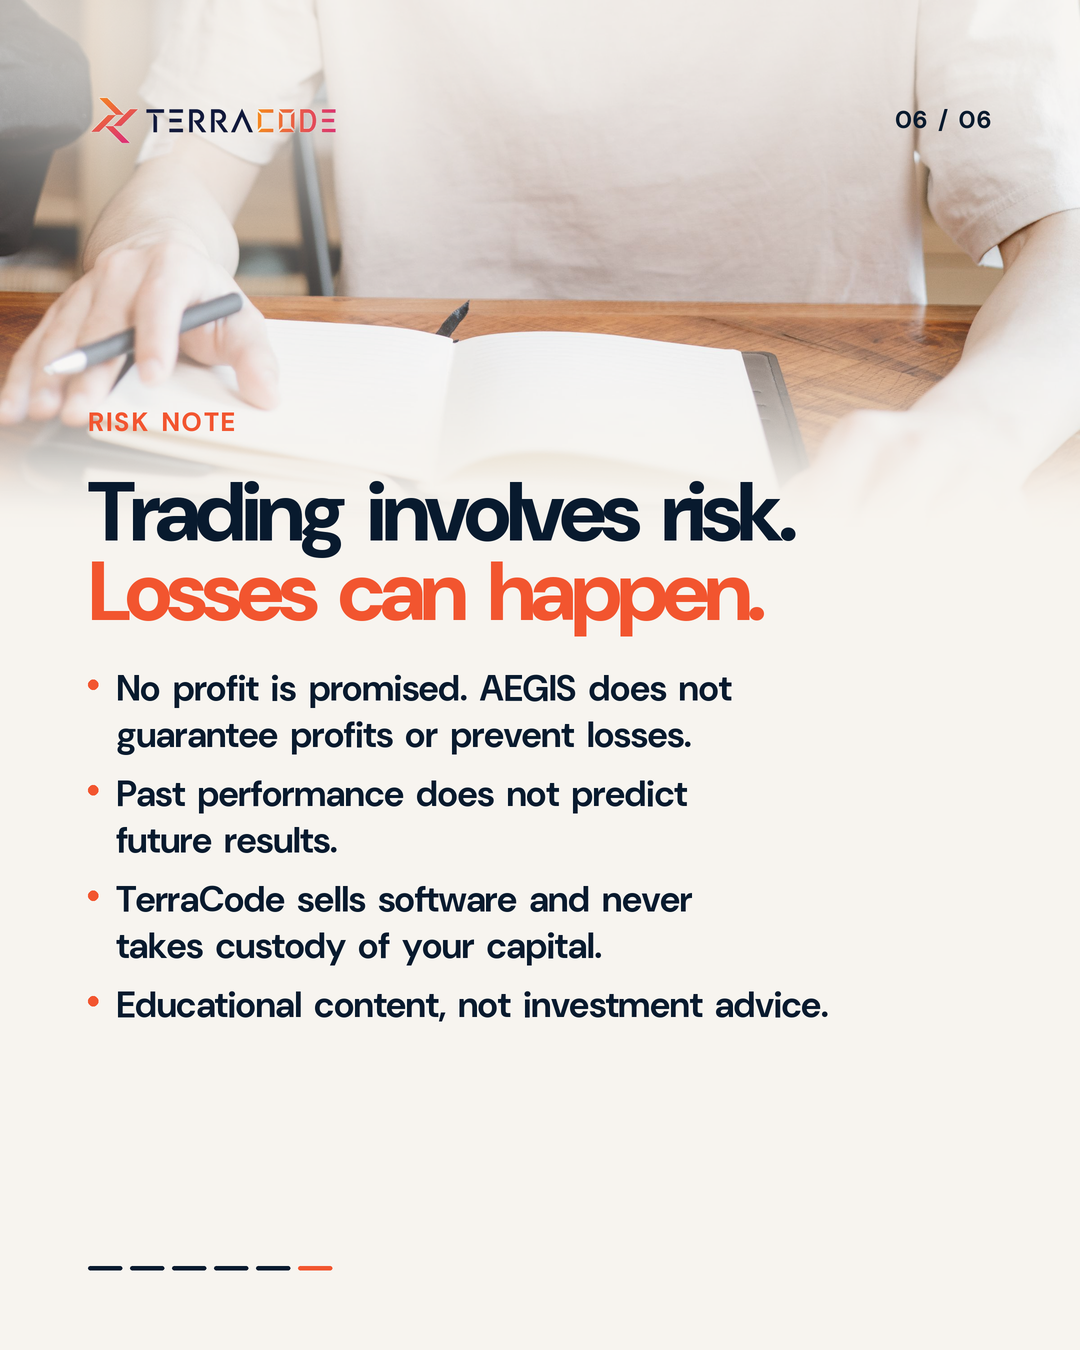 TERRACODE
06 / 06
RISK NOTE
Trading involves risk.
Losses can happen.
• No profit is promised. AEGIS does not
guarantee profits or prevent losses.
• Past performance does not predict
future results.
• TerraCode sells software and never
takes custody of your capital.
• Educational content, not investment advice.